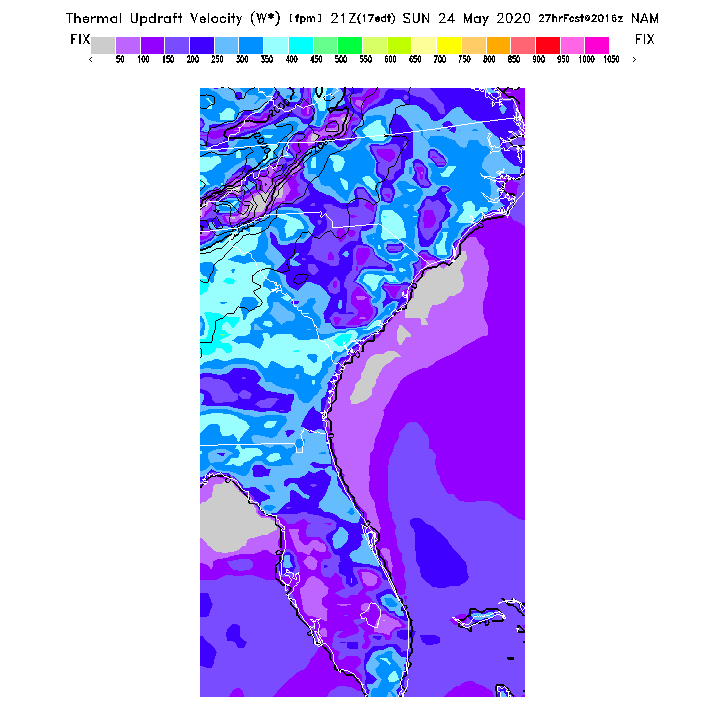 Thermal Updraft Velocity (W*) [fpm] 21Z(17edt) SUN 24 May 2020 27hrFcst@2016z NAM
FIX FIX
< 50 100 150 200 250 300 350 400 450 500 550 600 650 700 750 800 850 900 950 1000 1050 >